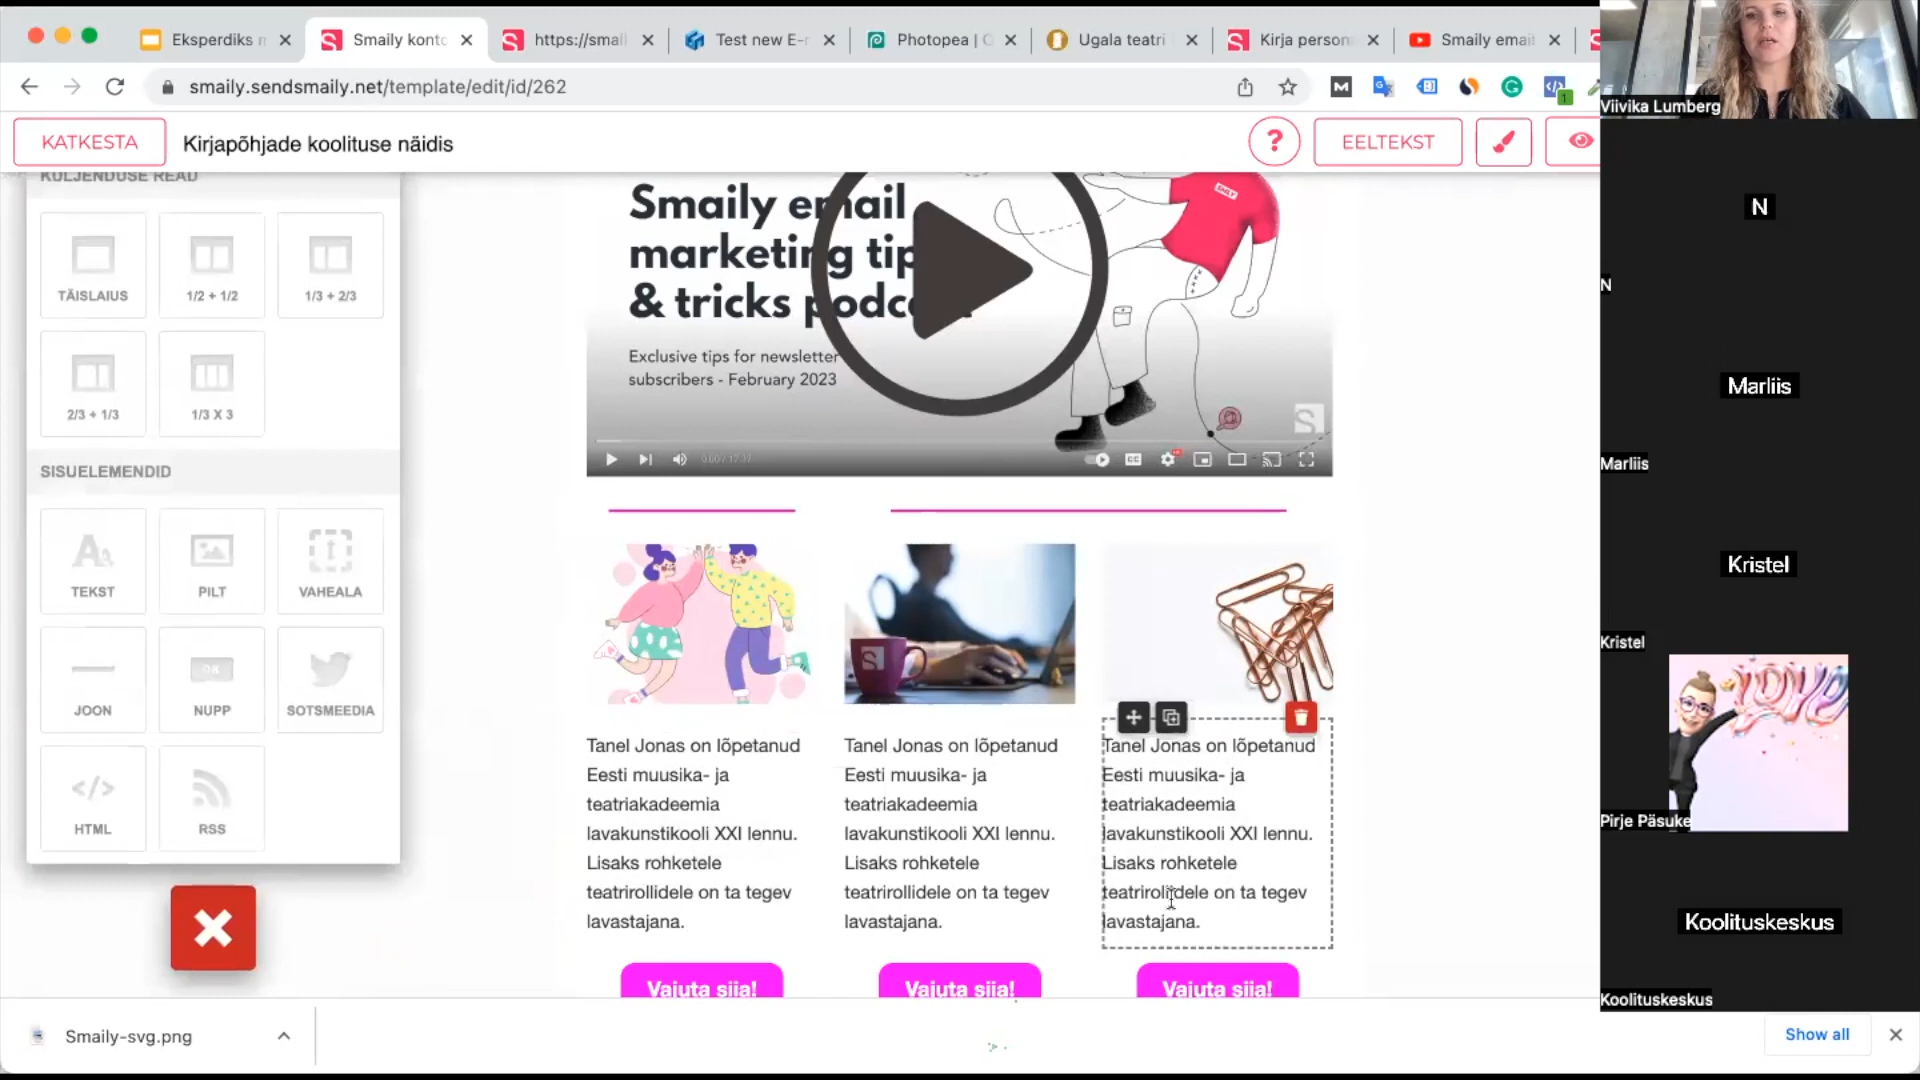 Eksperdiks
Smaily konto
https://smail
Test new E-
Photopea |
Ugala teatri
Kirja person
Smaily emai
smaily.sendsmaily.net/template/edit/id/262
KATKESTA
Kirjapõhjade koolituse näidis
?
EELTEKST
KUJUNDUSE READ
TÄISLAIUS
1/2 + 1/2
1/3 + 2/3
2/3 + 1/3
1/3 X 3
SISUELEMENDID
TEKST
PILT
VAHEALA
JOON
NUPP
SOTSMEEDIA
HTML
RSS
Smaily email
marketing tip
& tricks podc
Exclusive tips for newsletter
subscribers - February 2023
Tanel Jonas on lõpetanud
Eesti muusika- ja
teatriakadeemia
lavakunstikooli XXI lennu.
Lisaks rohketele
teatrirollidele on ta tegev
lavastajana.
Vajuta siia!
Tanel Jonas on lõpetanud
Eesti muusika- ja
teatriakadeemia
lavakunstikooli XXI lennu.
Lisaks rohketele
teatrirollidele on ta tegev
lavastajana.
Vajuta siia!
Tanel Jonas on lõpetanud
Eesti muusika- ja
teatriakadeemia
lavakunstikooli XXI lennu.
Lisaks rohketele
teatrirollidele on ta tegev
lavastajana.
Vajuta siia!
Smaily-svg.png
Show all
Viivika Lumberg
N
N
Marliis
Marliis
Kristel
Kristel
Pirje Päsuke
Koolituskeskus
Koolituskeskus